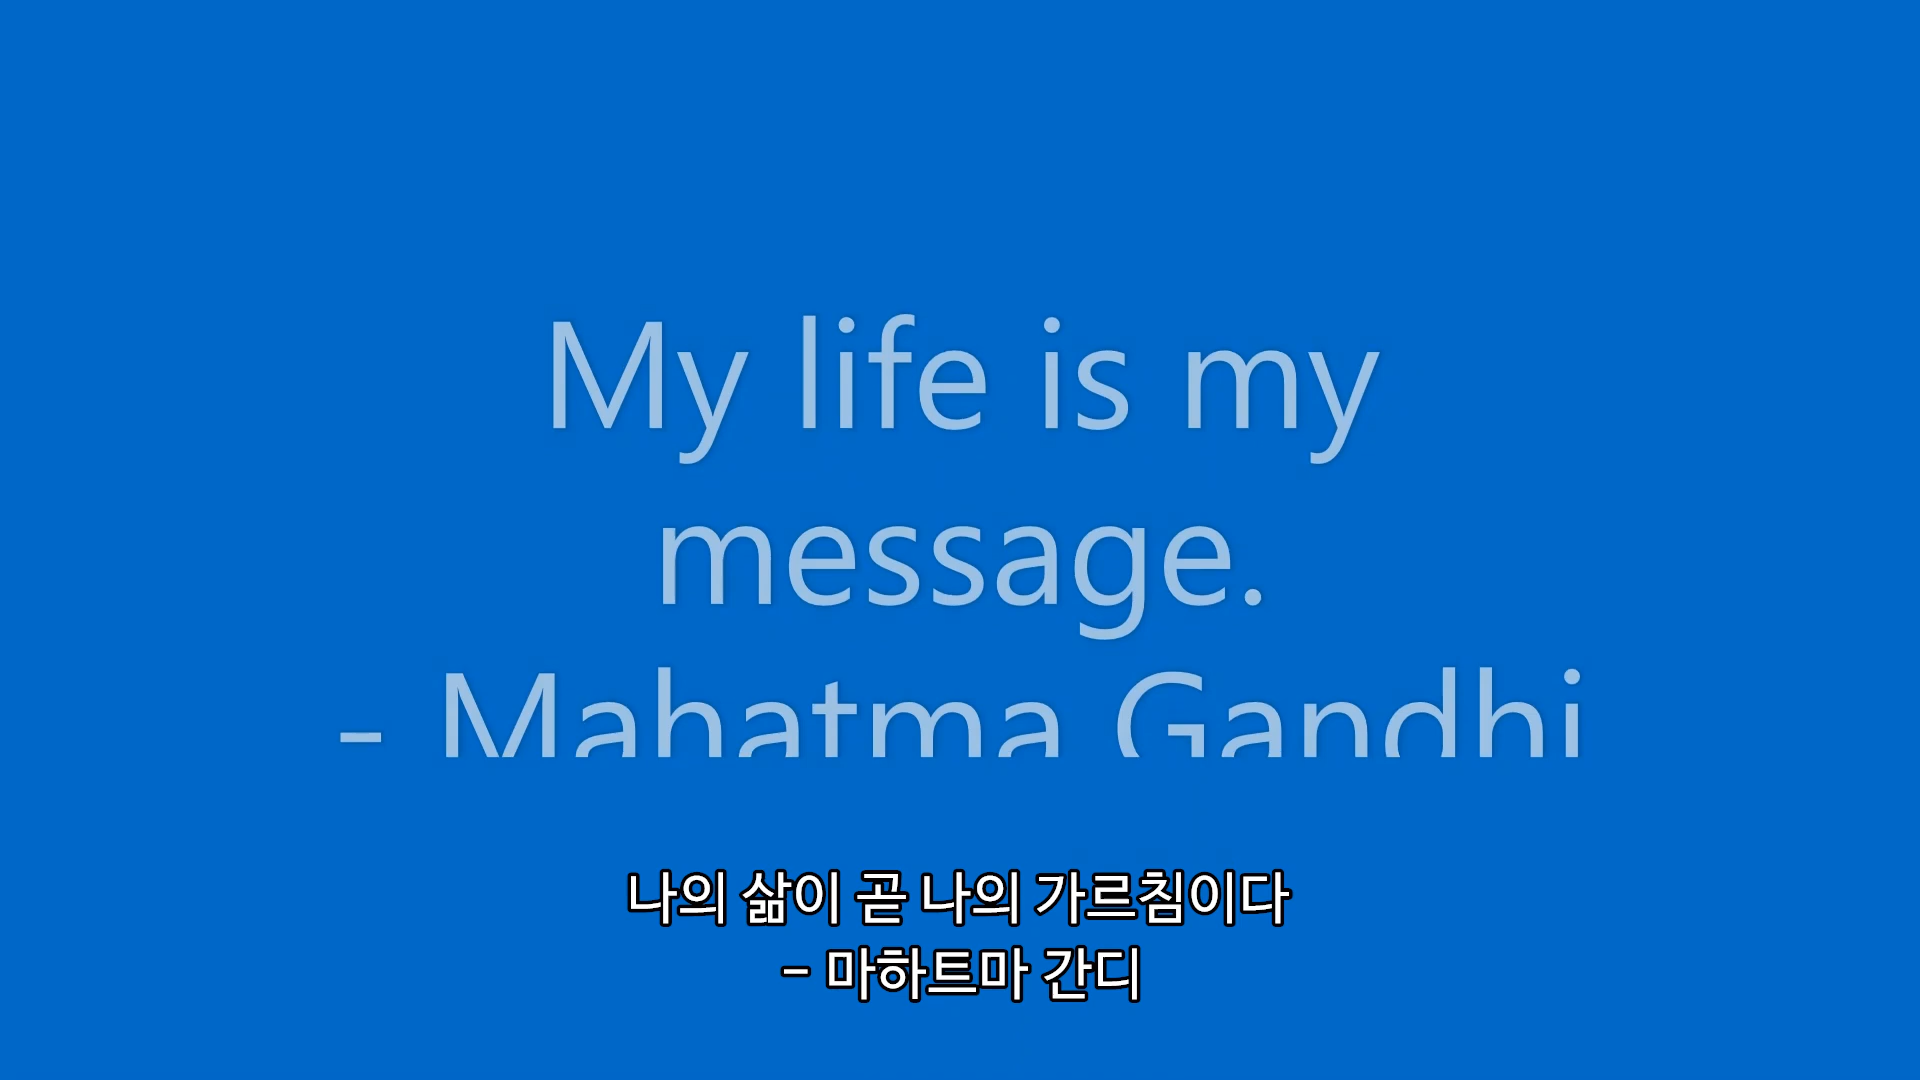 My life is my
message.
- Mahatma Gandhi
나의 삶이 곧 나의 가르침이다
- 마하트마 간디